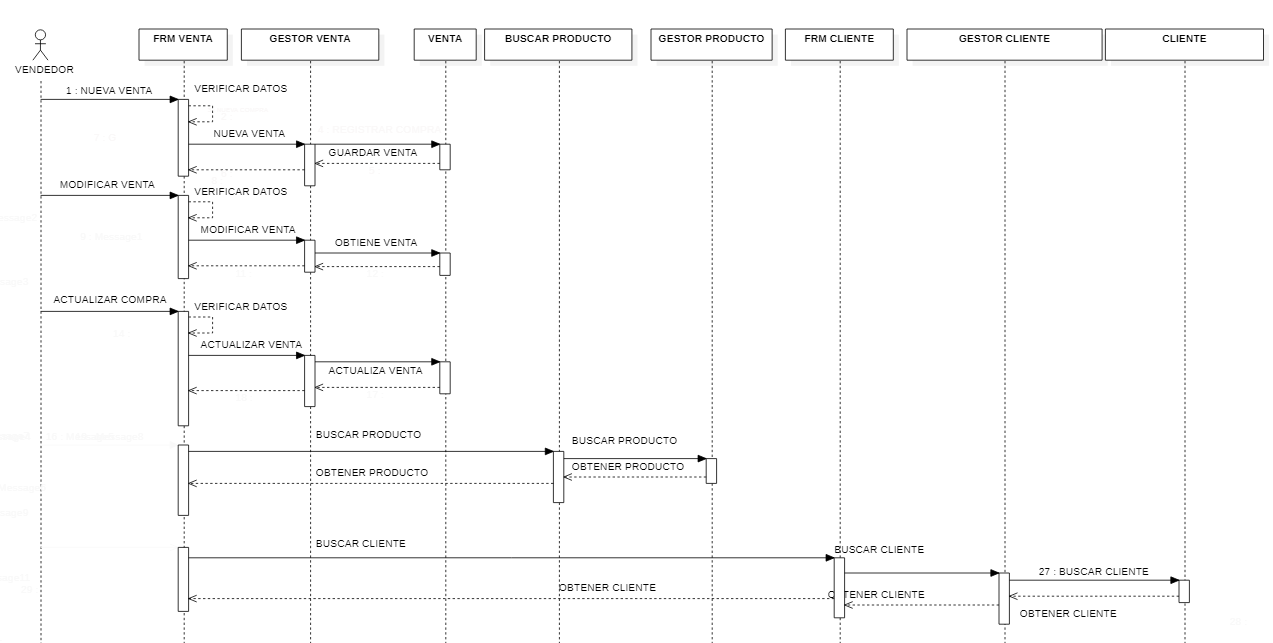 FRM VENTA
GESTOR VENTA
VENTA
BUSCAR PRODUCTO
GESTOR PRODUCTO
FRM CLIENTE
GESTOR CLIENTE
CLIENTE
VENDEDOR
1 : NUEVA VENTA
VERIFICAR DATOS
NUEVA VENTA
GUARDAR VENTA
MODIFICAR VENTA
VERIFICAR DATOS
MODIFICAR VENTA
OBTIENE VENTA
ACTUALIZAR COMPRA
VERIFICAR DATOS
ACTUALIZAR VENTA
ACTUALIZA VENTA
BUSCAR PRODUCTO
BUSCAR PRODUCTO
OBTENER PRODUCTO
OBTENER PRODUCTO
BUSCAR CLIENTE
BUSCAR CLIENTE
27 : BUSCAR CLIENTE
OBTENER CLIENTE
OBTENER CLIENTE
OBTENER CLIENTE